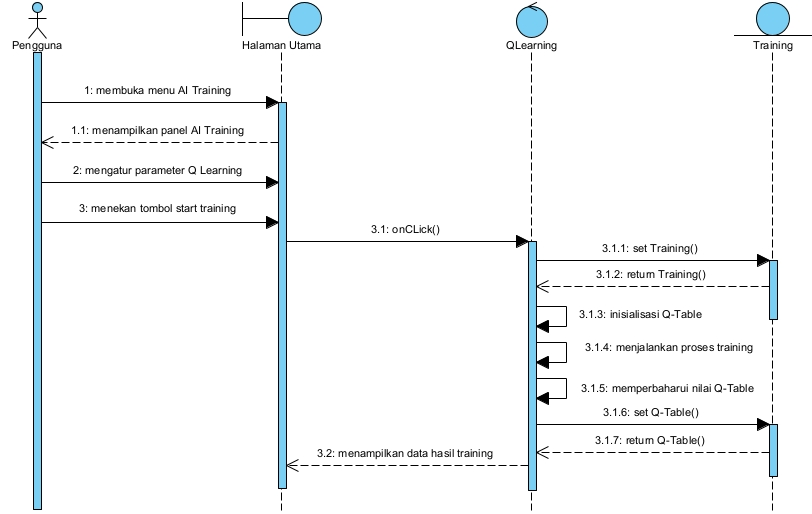 Pengguna
Halaman Utama
QLearning
Training
1: membuka menu AI Training
1.1: menampilkan panel AI Training
2: mengatur parameter Q Learning
3: menekan tombol start training
3.1: onCLick()
3.1.1: set Training()
3.1.2: return Training()
3.1.3: inisialisasi Q-Table
3.1.4: menjalankan proses training
3.1.5: memperbaharui nilai Q-Table
3.1.6: set Q-Table()
3.1.7: return Q-Table()
3.2: menampilkan data hasil training